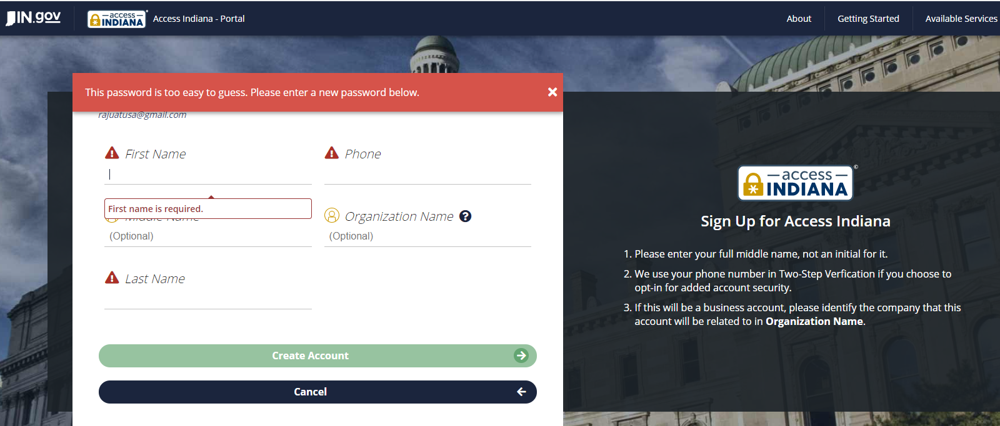 IN.gov
access
INDIANA
Access Indiana - Portal
About
Getting Started
Available Services
This password is too easy to guess. Please enter a new password below.
rajuatusa@gmail.com
First Name
Phone
First name is required.
Middle Name
Organization Name
(Optional)
(Optional)
Last Name
Create Account
Cancel
access
INDIANA
©
Sign Up for Access Indiana
1. Please enter your full middle name, not an initial for it.
2. We use your phone number in Two-Step Verfication if you choose to
opt-in for added account security.
3. If this will be a business account, please identify the company that this
account will be related to in Organization Name.